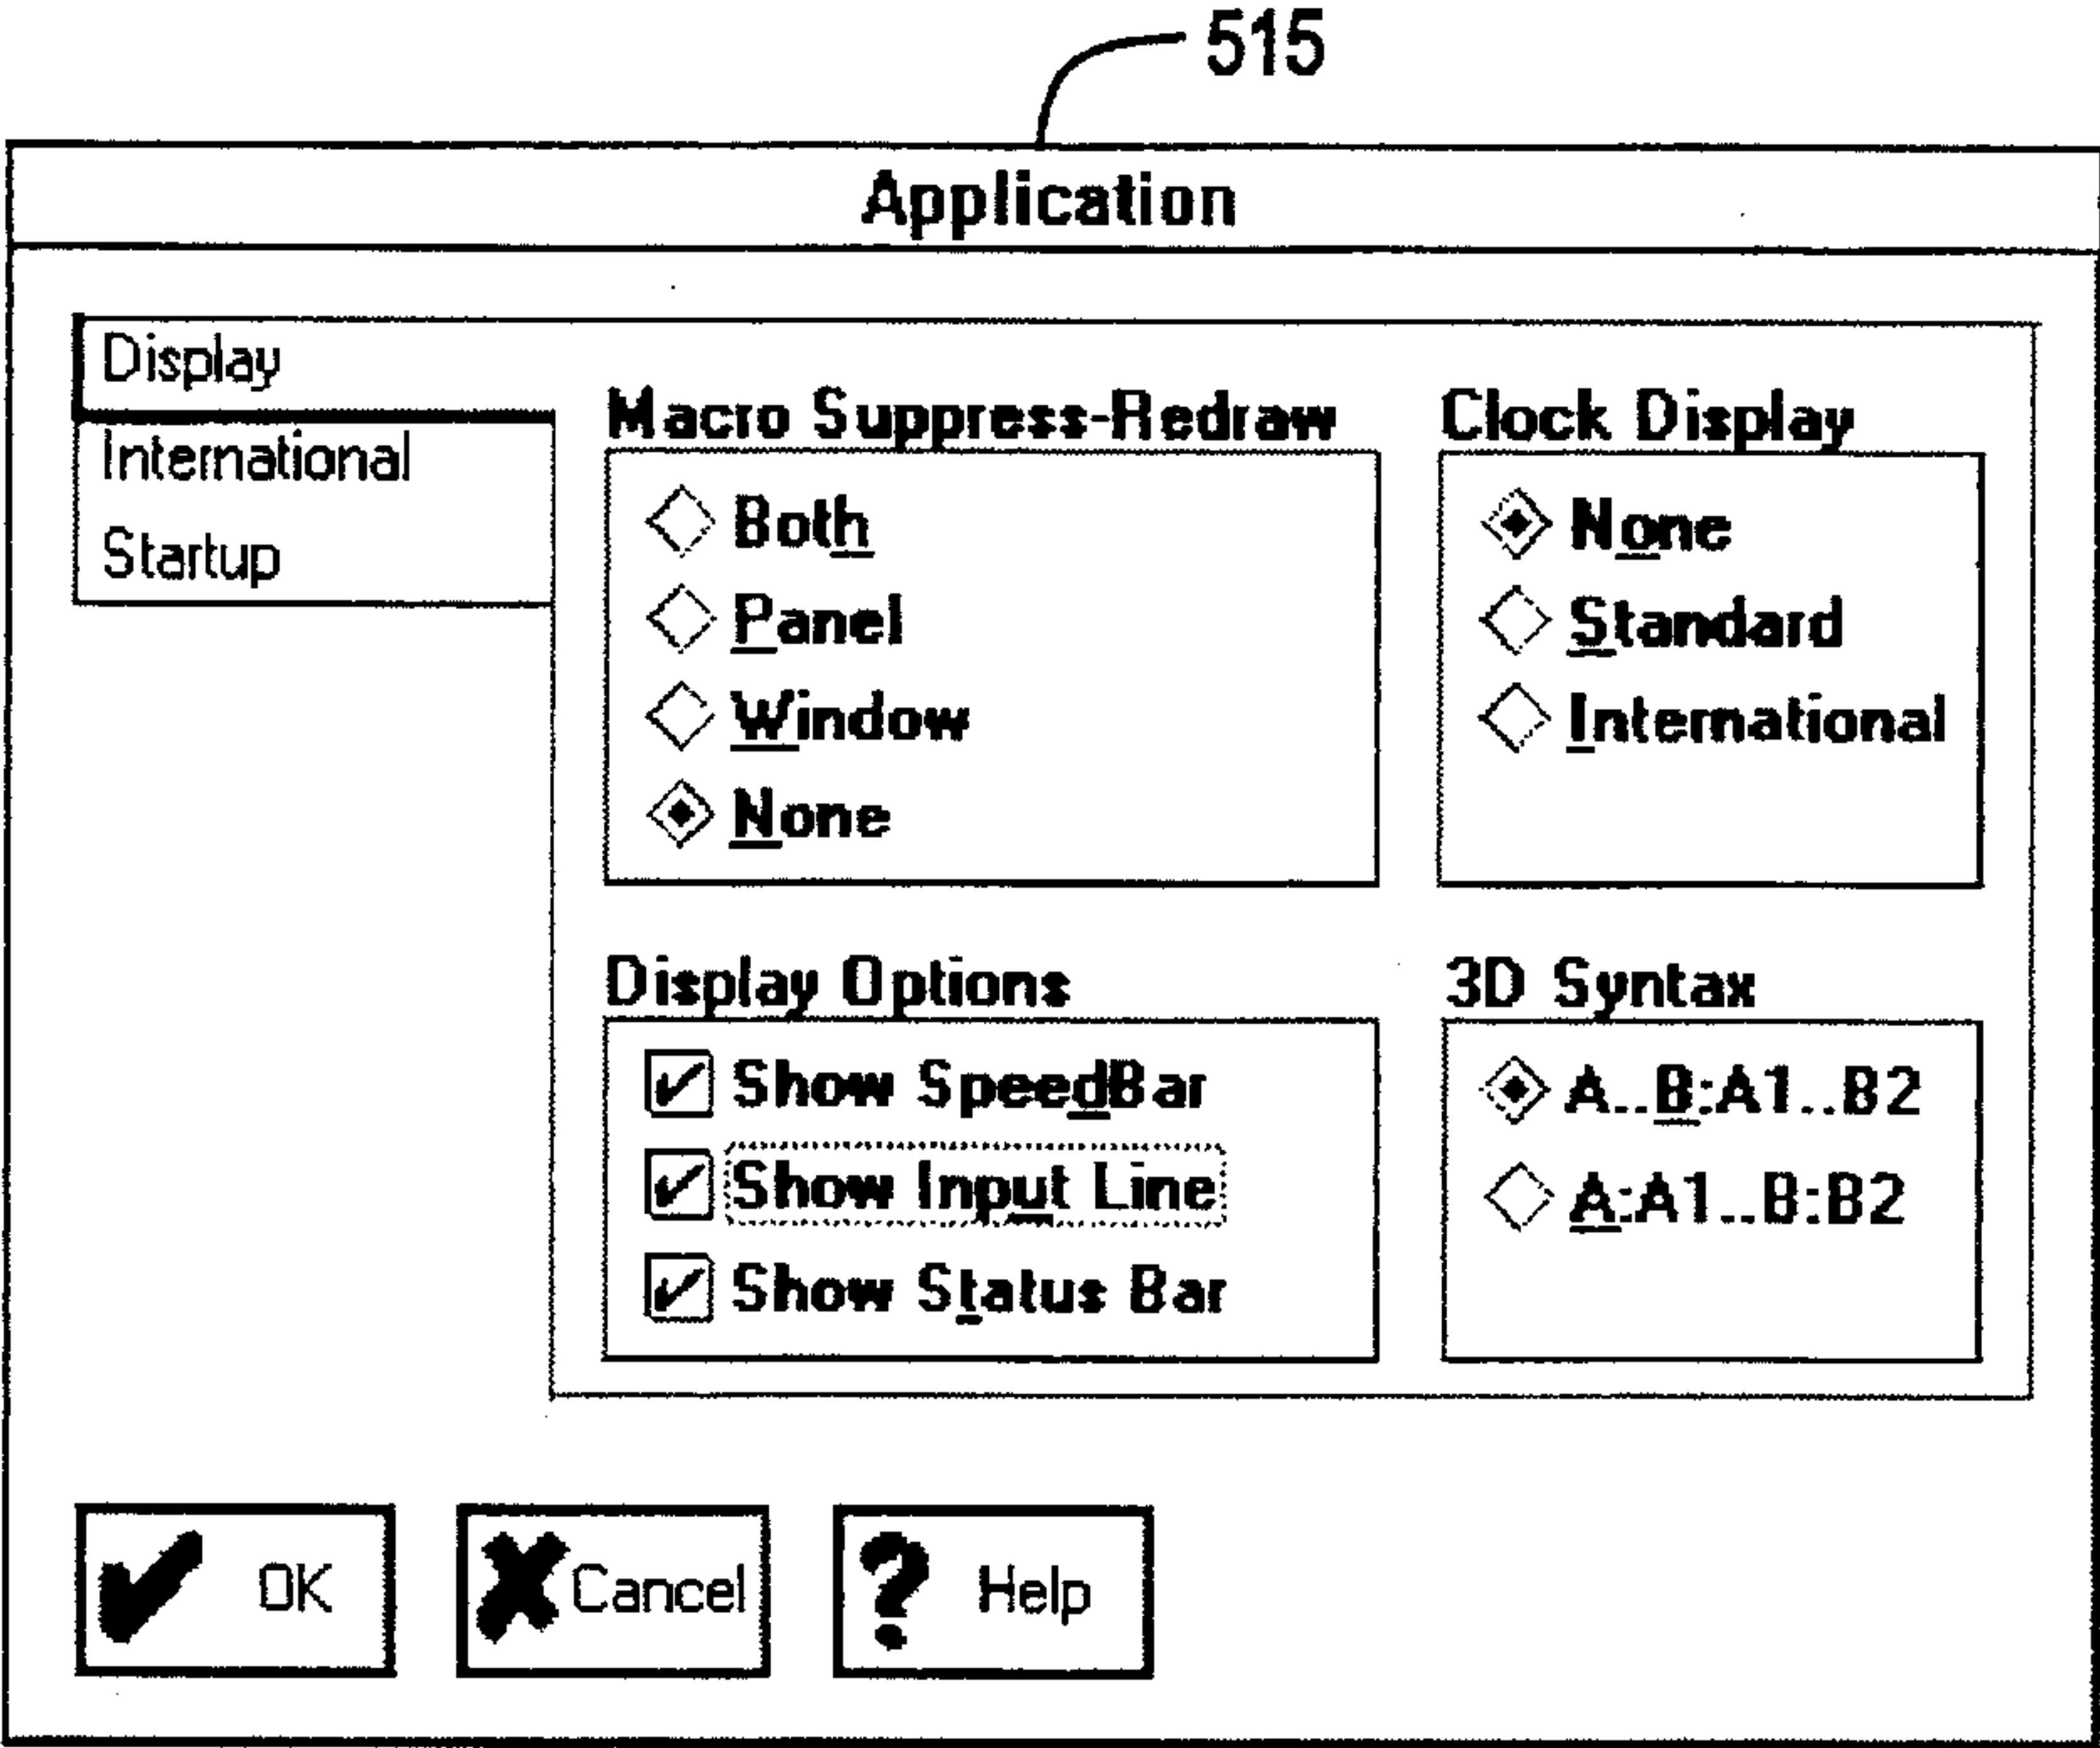 515
Application
Display
International
Startup
Macro Suppress-Redraw
Both
Panel
Window
None
Clock Display
None
Standard
International
Display Options
Show SpeedBar
Show Input Line
Show Status Bar
3D Syntax
A..B:A1..B2
A:A1..B:B2
OK
Cancel
Help